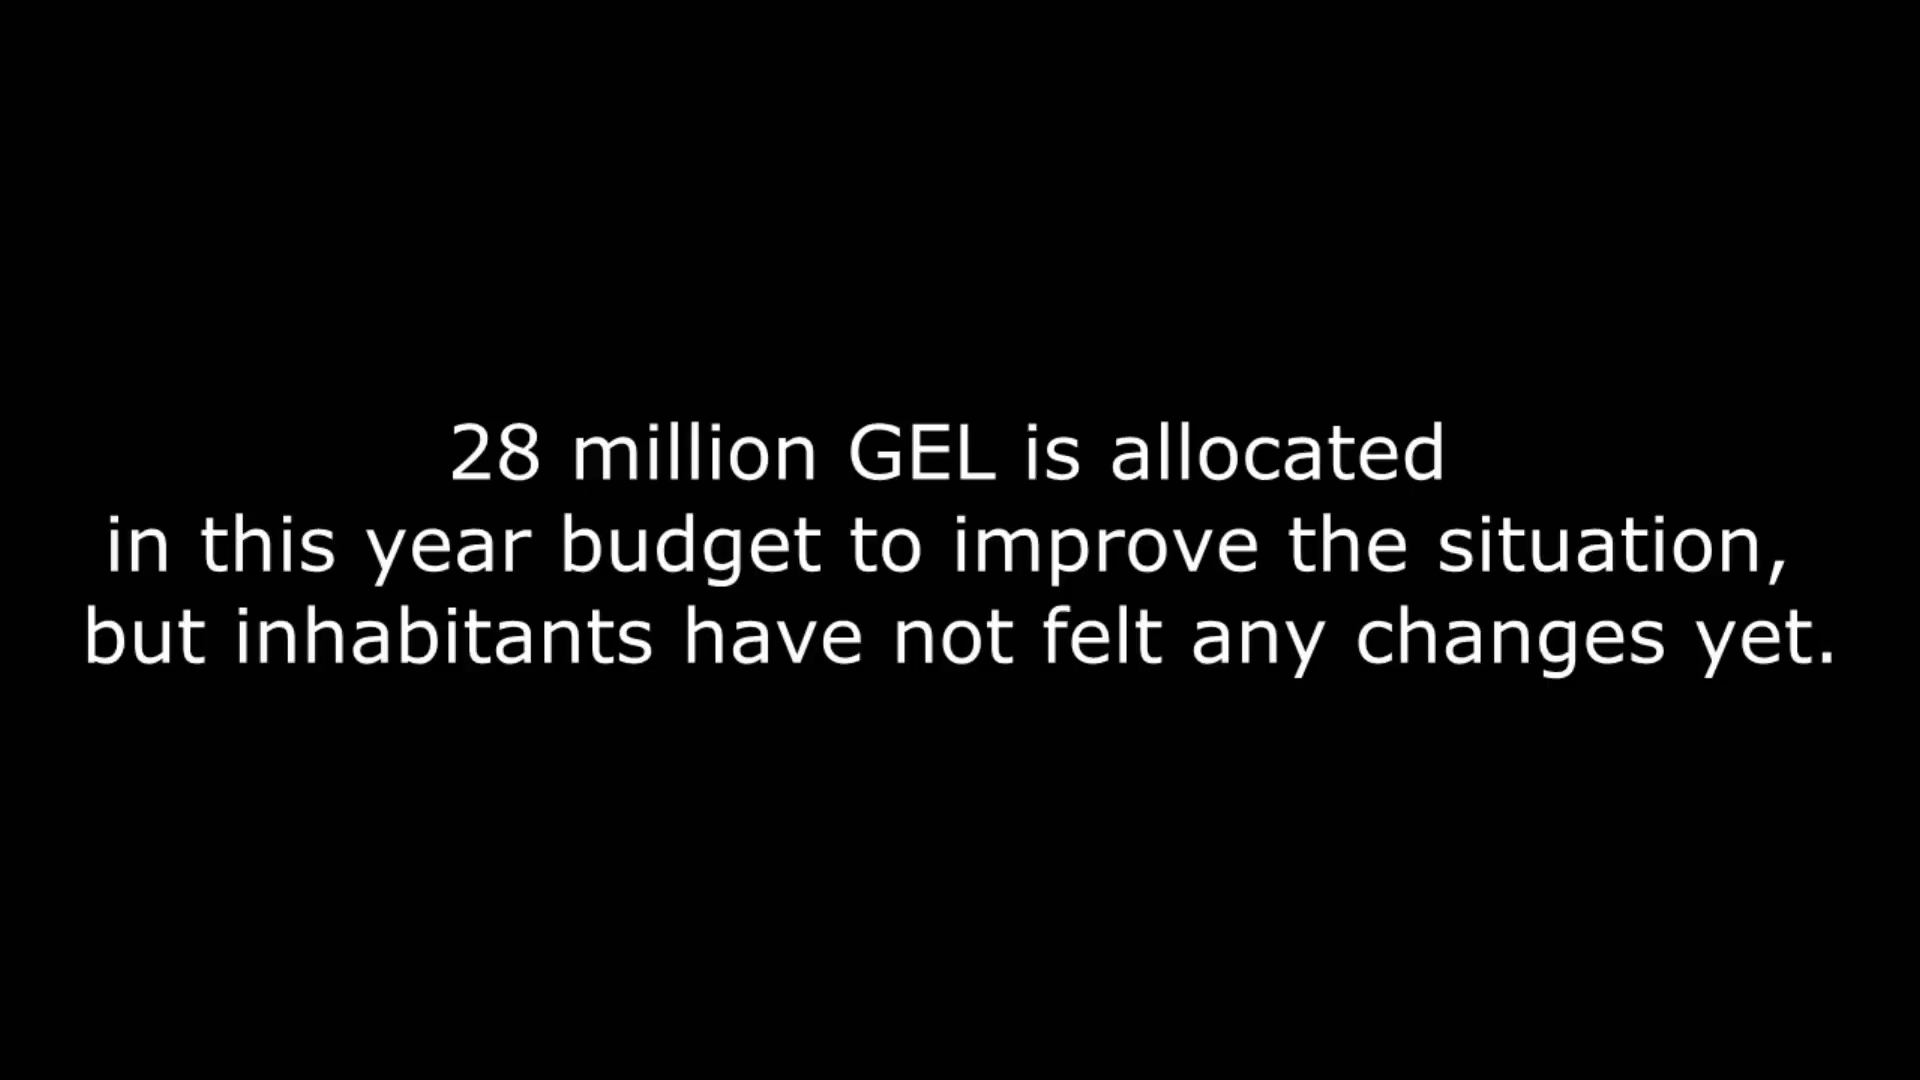 28 million GEL is allocated
in this year budget to improve the situation,
but inhabitants have not felt any changes yet.